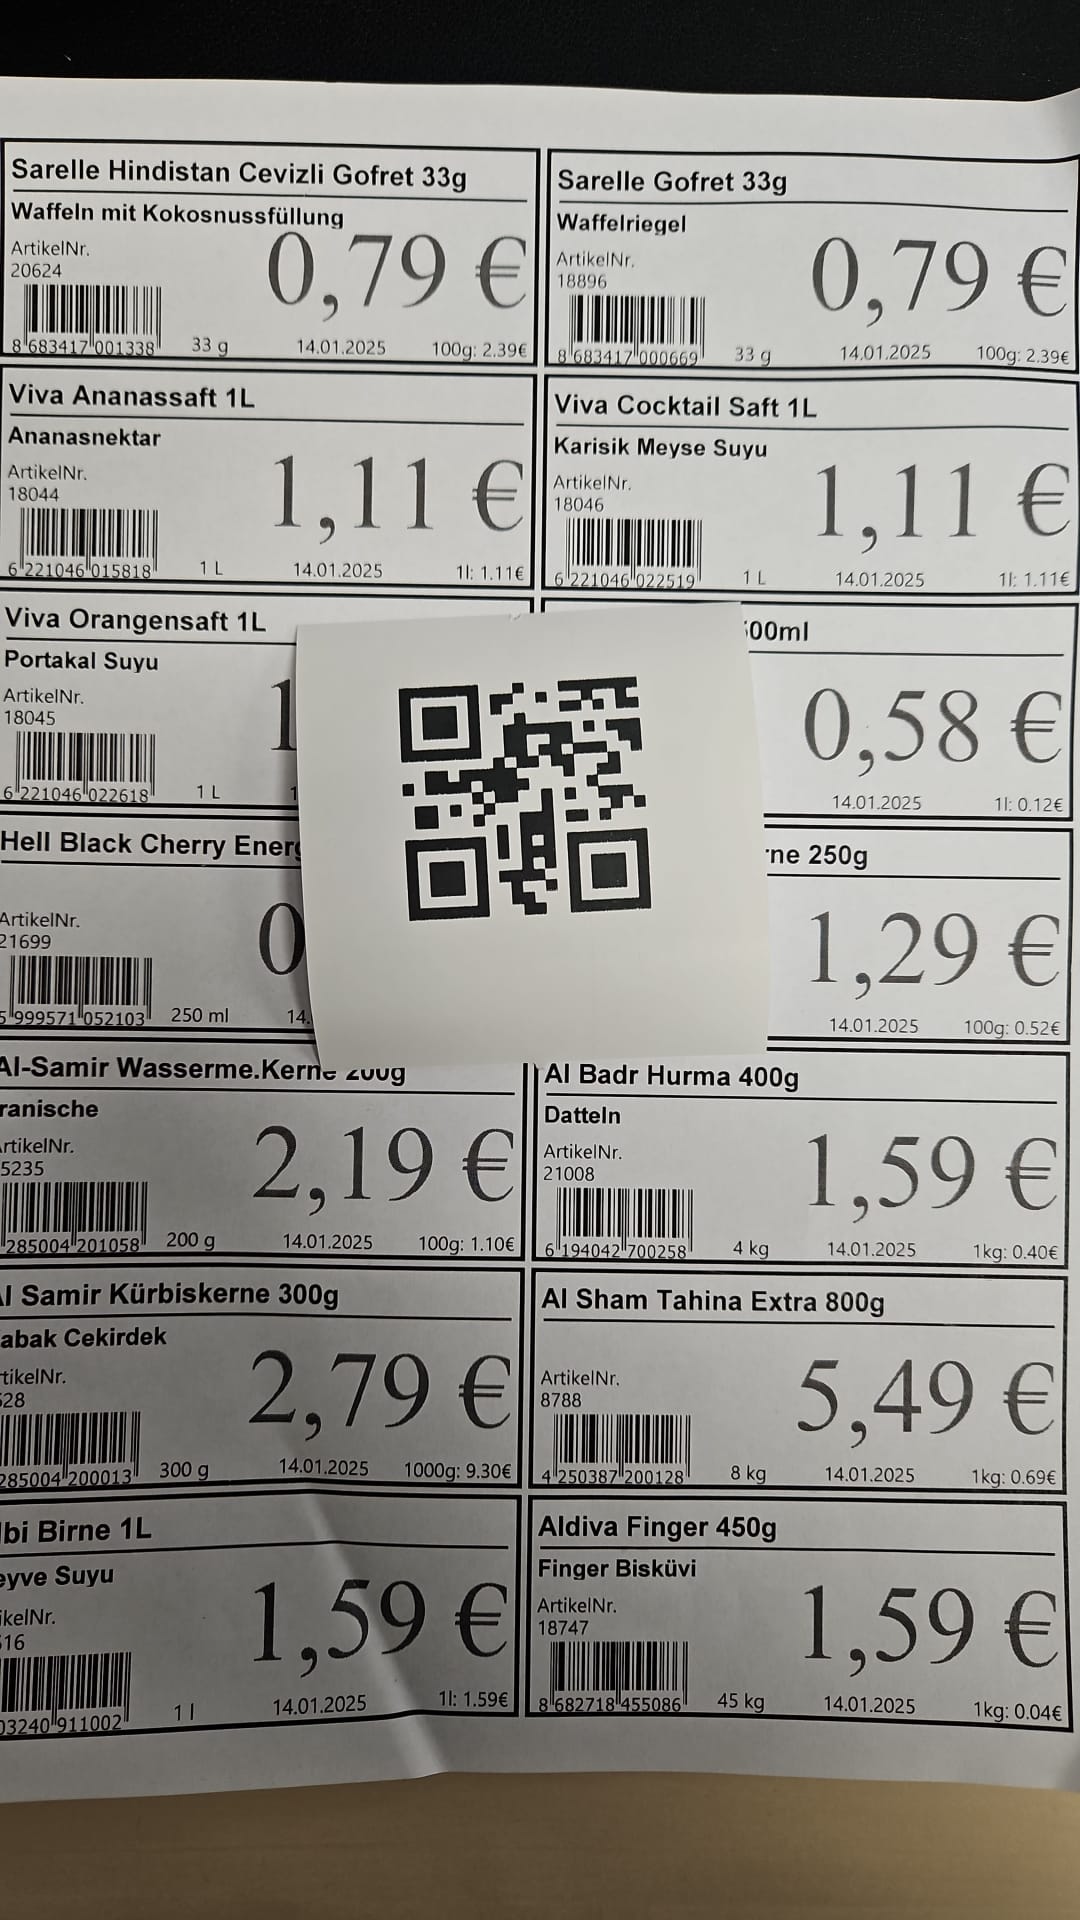 Sarelle Hindistan Cevizli Gofret 33g
Waffeln mit Kokosnussfüllung
ArtikelNr.
20624
0,79 €
8 683417 001338
33 g
14.01.2025
100g: 2.39€
Sarelle Gofret 33g
Waffelriegel
ArtikelNr.
18896
0,79 €
8 683417 000669
33 g
14.01.2025
100g: 2.39€
Viva Ananassaft 1L
Ananasnektar
ArtikelNr.
18044
1,11 €
6 221046 015818
1 L
14.01.2025
1l: 1.11€
Viva Cocktail Saft 1L
Karisik Meyse Suyu
ArtikelNr.
18046
1,11 €
6 221046 022519
1 L
14.01.2025
1l: 1.11€
Viva Orangensaft 1L
Portakal Suyu
ArtikelNr.
18045
1
6 221046 022618
1 L
1
00ml
0,58 €
14.01.2025
1l: 0.12€
Hell Black Cherry Ener
ArtikelNr.
21699
0
5 999571 052103
250 ml
14.
rne 250g
1,29 €
14.01.2025
100g: 0.52€
Al-Samir Wasserme.Kerne 200g
ranische
rtikelNr.
5235
2,19 €
285004 201058
200 g
14.01.2025
100g: 1.10€
Al Badr Hurma 400g
Datteln
ArtikelNr.
21008
1,59 €
6 194042 700258
4 kg
14.01.2025
1kg: 0.40€
l Samir Kürbiskerne 300g
abak Cekirdek
tikelNr.
28
2,79 €
285004 200013
300 g
14.01.2025
1000g: 9.30€
Al Sham Tahina Extra 800g
ArtikelNr.
8788
5,49 €
4 250387 200128
8 kg
14.01.2025
1kg: 0.69€
bi Birne 1L
eyve Suyu
ikelNr.
16
1,59 €
03240 911002
1 l
14.01.2025
1l: 1.59€
Aldiva Finger 450g
Finger Bisküvi
ArtikelNr.
18747
1,59 €
8 682718 455086
45 kg
14.01.2025
1kg: 0.04€